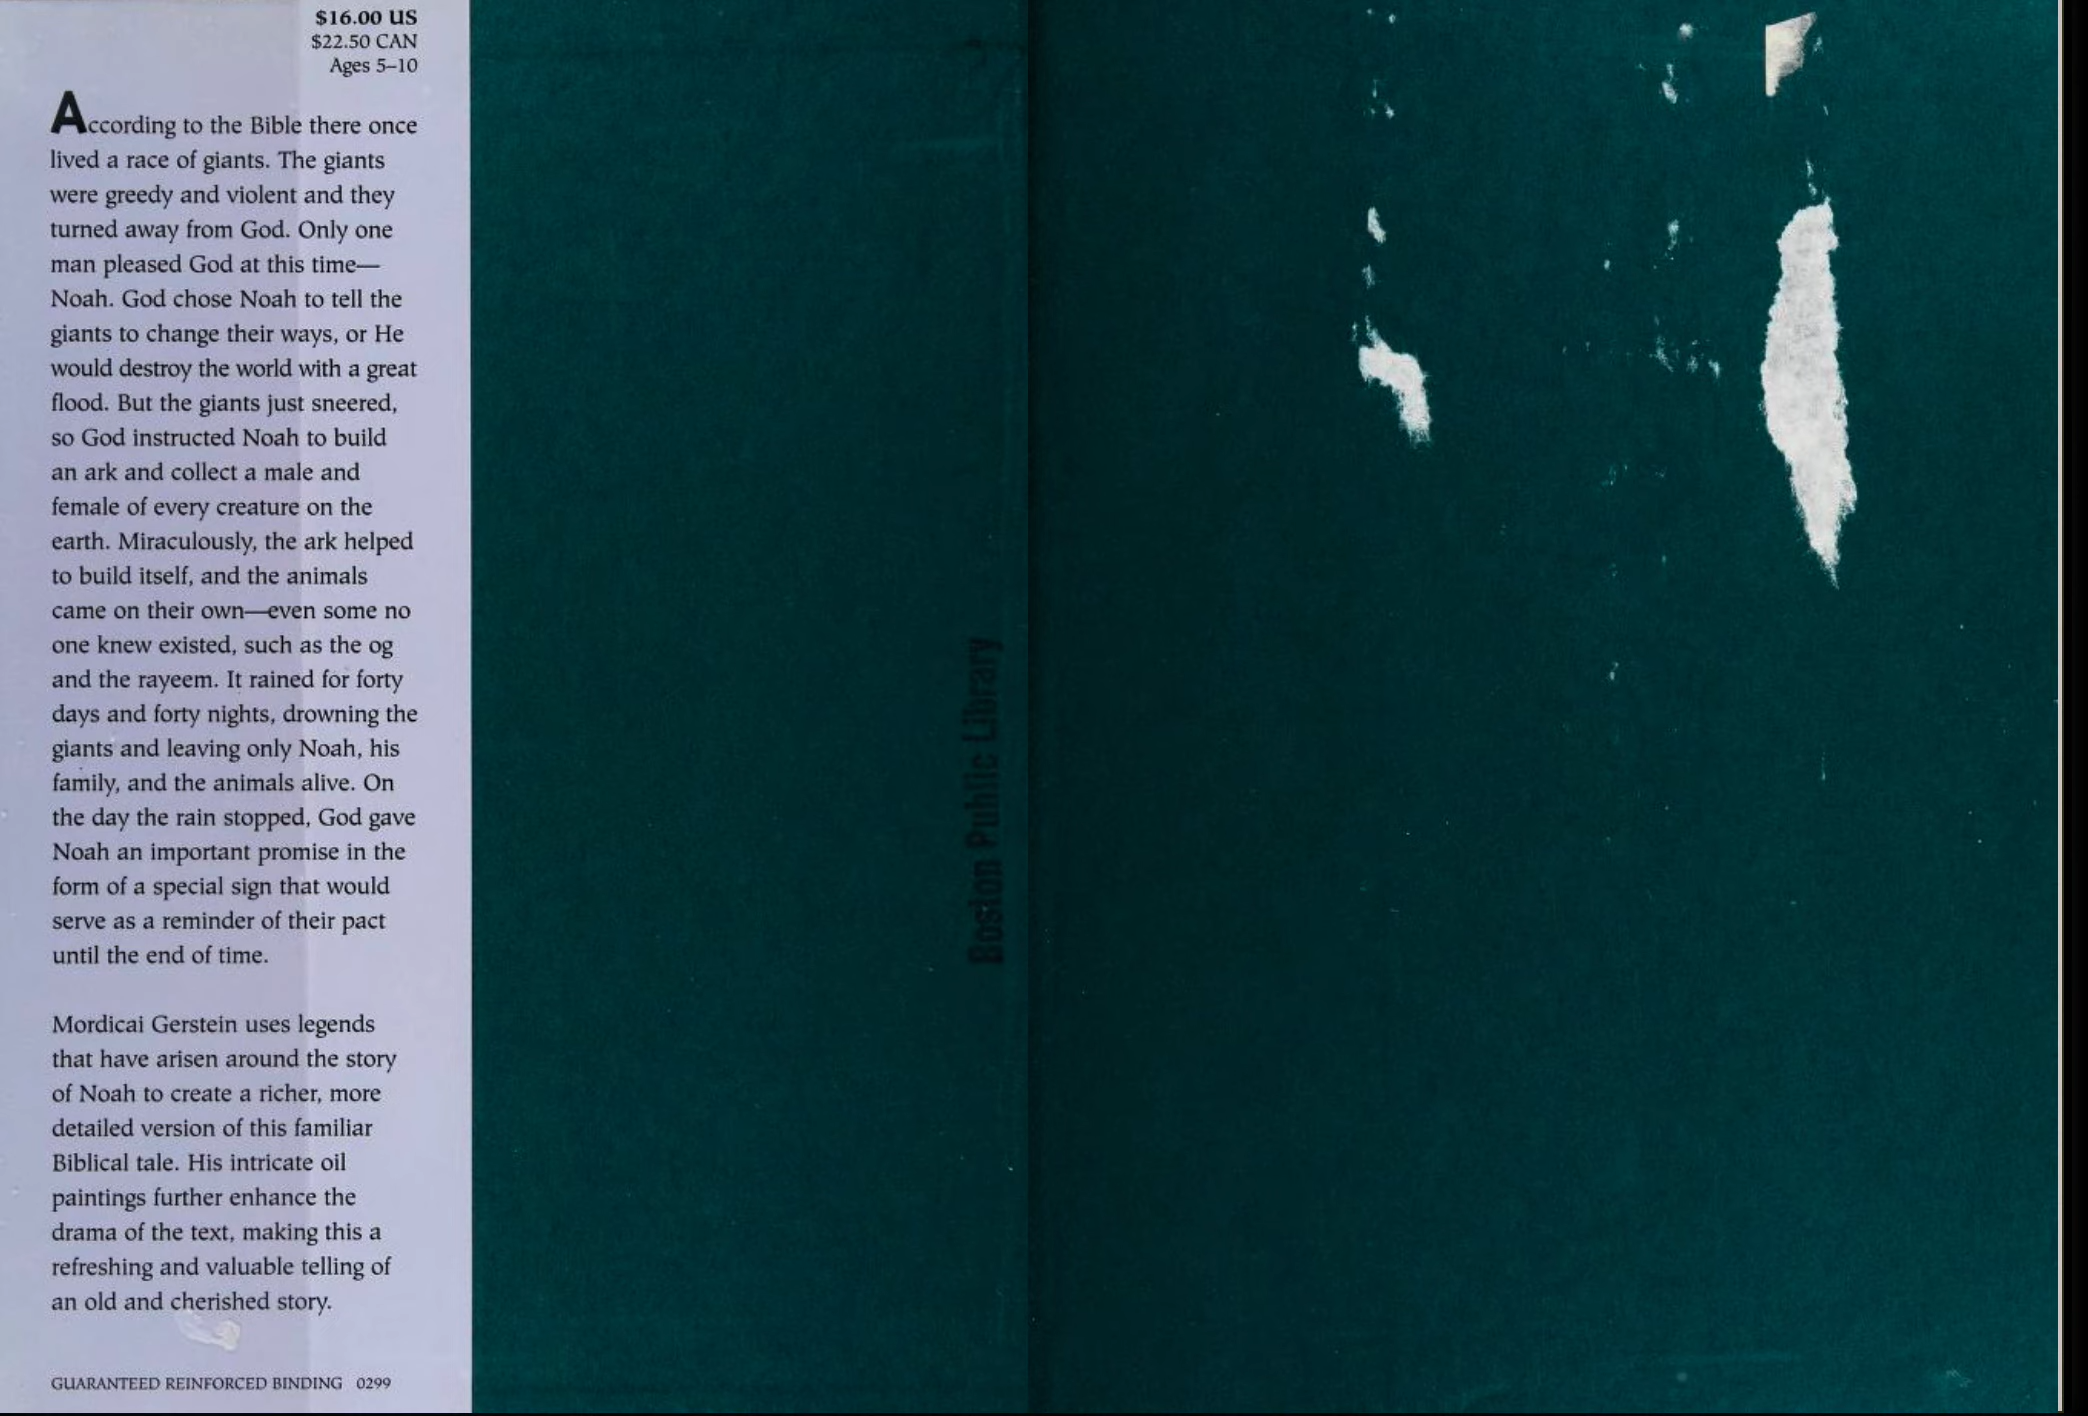 $16.00 US
$22.50 CAN
Ages 5–10
According to the Bible there once
lived a race of giants. The giants
were greedy and violent and they
turned away from God. Only one
man pleased God at this time—
Noah. God chose Noah to tell the
giants to change their ways, or He
would destroy the world with a great
flood. But the giants just sneered,
so God instructed Noah to build
an ark and collect a male and
female of every creature on the
earth. Miraculously, the ark helped
to build itself, and the animals
came on their own—even some no
one knew existed, such as the og
and the rayeem. It rained for forty
days and forty nights, drowning the
giants and leaving only Noah, his
family, and the animals alive. On
the day the rain stopped, God gave
Noah an important promise in the
form of a special sign that would
serve as a reminder of their pact
until the end of time.
Mordicai Gerstein uses legends
that have arisen around the story
of Noah to create a richer, more
detailed version of this familiar
Biblical tale. His intricate oil
paintings further enhance the
drama of the text, making this a
refreshing and valuable telling of
an old and cherished story.
GUARANTEED REINFORCED BINDING 0299
Boston Public Library